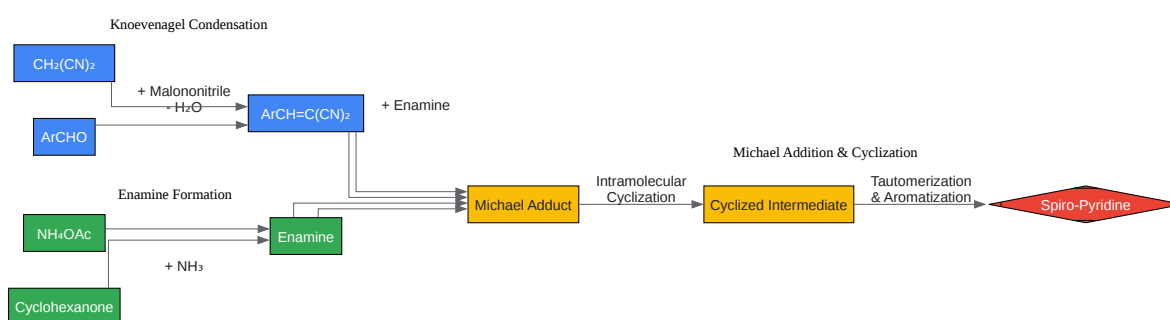 Knoevenagel Condensation
CH₂(CN)₂
+ Malononitrile
- H₂O
ArCHO
ArCH=C(CN)₂
+ Enamine
Enamine Formation
NH₄OAc
+ NH₃
Cyclohexanone
Enamine
Michael Addition & Cyclization
Michael Adduct
Intramolecular
Cyclization
Cyclized Intermediate
Tautomerization
& Aromatization
Spiro-Pyridine